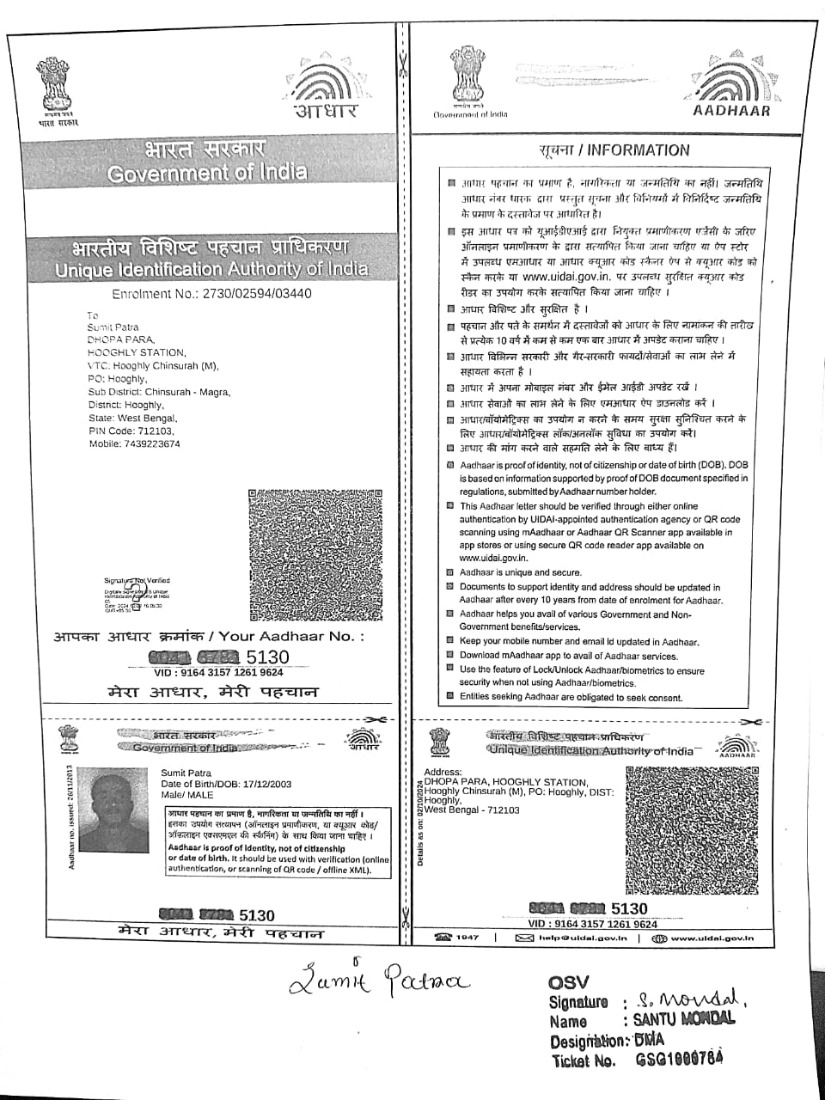 भारत सरकार
आधार
भारत सरकार
Government of India
भारतीय विशिष्ट पहचान प्राधिकरण
Unique Identification Authority of India
Enrolment No.: 2730/02594/03440
To
Sumit Patra
DHOPA PARA,
HOOGHLY STATION,
VTC: Hooghly Chinsurah (M),
PO: Hooghly,
Sub District: Chinsurah - Magra,
District: Hooghly,
State: West Bengal,
PIN Code: 712103,
Mobile: 7439223674
Signature Not Verified
आपका आधार क्रमांक / Your Aadhaar No. :
5130
VID : 9164 3157 1261 9624
मेरा आधार, मेरी पहचान
Government of India
AADHAAR
सूचना / INFORMATION
आधार पहचान का प्रमाण है, नागरिकता या जन्मतिथि का नहीं। जन्मतिथि
आधार नंबर धारक द्वारा प्रस्तुत सूचना और विनियमों में विनिर्दिष्ट जन्मतिथि
के प्रमाण के दस्तावेज पर आधारित है।
इस आधार पत्र को यूआईडीएआई द्वारा नियुक्त प्रमाणीकरण एजेंसी के जरिए
ऑनलाइन प्रमाणीकरण के द्वारा सत्यापित किया जाना चाहिए या ऐप स्टोर
में उपलब्ध एमआधार या आधार क्यूआर कोड स्कैनर ऐप से क्यूआर कोड को
स्कैन करके या www.uidai.gov.in. पर उपलब्ध सुरक्षित क्यूआर कोड
रीडर का उपयोग करके सत्यापित किया जाना चाहिए ।
आधार विशिष्ट और सुरक्षित है ।
पहचान और पते के समर्थन में दस्तावेजों को आधार के लिए नामांकन की तारीख
से प्रत्येक 10 वर्ष में कम से कम एक बार आधार में अपडेट कराना चाहिए ।
आधार विभिन्न सरकारी और गैर-सरकारी फायदों/सेवाओं का लाभ लेने में
सहायता करता है ।
आधार में अपना मोबाइल नंबर और ईमेल आईडी अपडेट रखें ।
आधार सेवाओं का लाभ लेने के लिए एमआधार ऐप डाउनलोड करें ।
आधार/बॉयोमेट्रिक्स का उपयोग न करने के समय सुरक्षा सुनिश्चित करने के
लिए आधार/बॉयोमेट्रिक्स लॉक/अनलॉक सुविधा का उपयोग करें।
आधार की मांग करने वाले सहमति लेने के लिए बाध्य हैं।
Aadhaar is proof of identity, not of citizenship or date of birth (DOB). DOB
is based on information supported by proof of DOB document specified in
regulations, submitted by Aadhaar number holder.
This Aadhaar letter should be verified through either online
authentication by UIDAI-appointed authentication agency or QR code
scanning using mAadhaar or Aadhaar QR Scanner app available in
app stores or using secure QR code reader app available on
www.uidai.gov.in.
Aadhaar is unique and secure.
Documents to support identity and address should be updated in
Aadhaar after every 10 years from date of enrolment for Aadhaar.
Aadhaar helps you avail of various Government and Non-
Government benefits/services.
Keep your mobile number and email id updated in Aadhaar.
Download mAadhaar app to avail of Aadhaar services.
Use the feature of Lock/Unlock Aadhaar/biometrics to ensure
security when not using Aadhaar/biometrics.
Entities seeking Aadhaar are obligated to seek consent.
भारत सरकार
Government of India
आधार
Aadhaar no. issued: 26/11/2013
Sumit Patra
Date of Birth/DOB: 17/12/2003
Male/ MALE
आधार पहचान का प्रमाण है, नागरिकता या जन्मतिथि का नहीं ।
इसका उपयोग सत्यापन (ऑनलाइन प्रमाणीकरण, या क्यूआर कोड/
ऑफ़लाइन एक्सएमएल की स्कैनिंग) के साथ किया जाना चाहिए ।
Aadhaar is proof of identity, not of citizenship
or date of birth. It should be used with verification (online
authentication, or scanning of QR code / offline XML).
5130
मेरा आधार, मेरी पहचान
भारतीय विशिष्ट पहचान प्राधिकरण
Unique Identification Authority of India
AADHAAR
Address:
DHOPA PARA, HOOGHLY STATION,
Hooghly Chinsurah (M), PO: Hooghly, DIST:
Hooghly,
West Bengal - 712103
5130
VID : 9164 3157 1261 9624
1947 | help@uidai.gov.in | www.uidai.gov.in
Sumit Patra
OSV
Signature : S. Mondal,
Name : SANTU MONDAL
Designation: DMA
Ticket No. GSG1000784